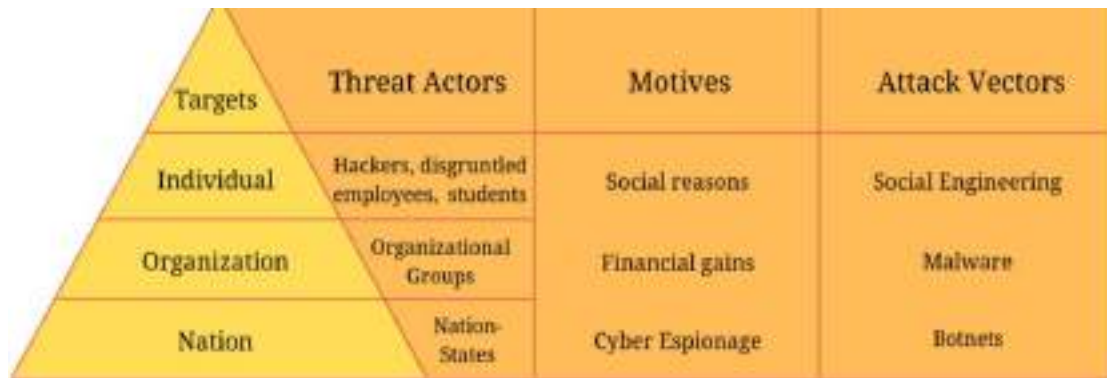 Targets
Threat Actors
Motives
Attack Vectors
Individual
Hackers, disgruntled
employees, students
Social reasons
Social Engineering
Organization
Organizational
Groups
Financial gains
Malware
Nation
Nation-
States
Cyber Espionage
Botnets